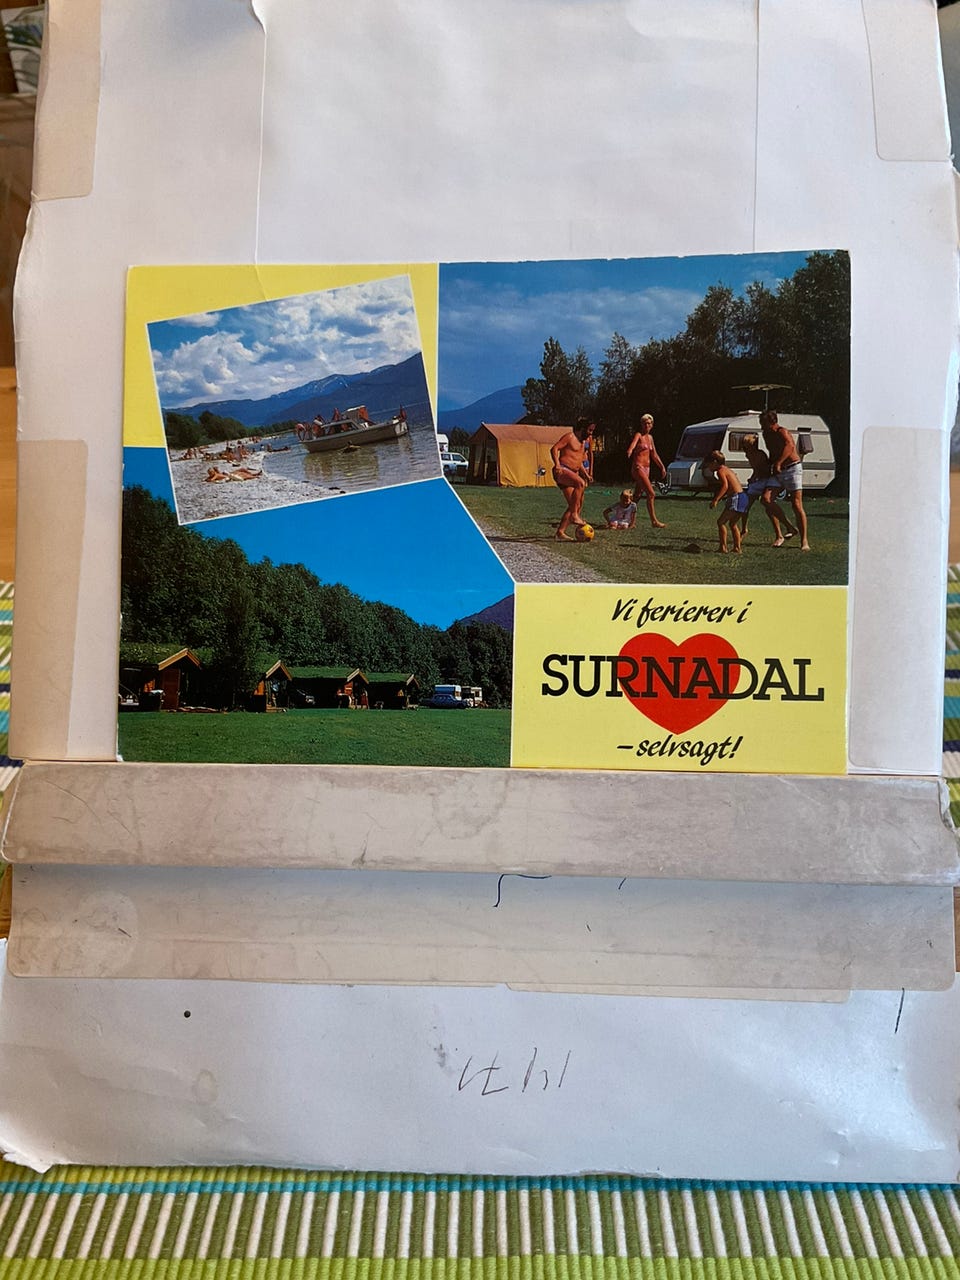 Vi ferierer i
SURNADAL
– selvsagt!